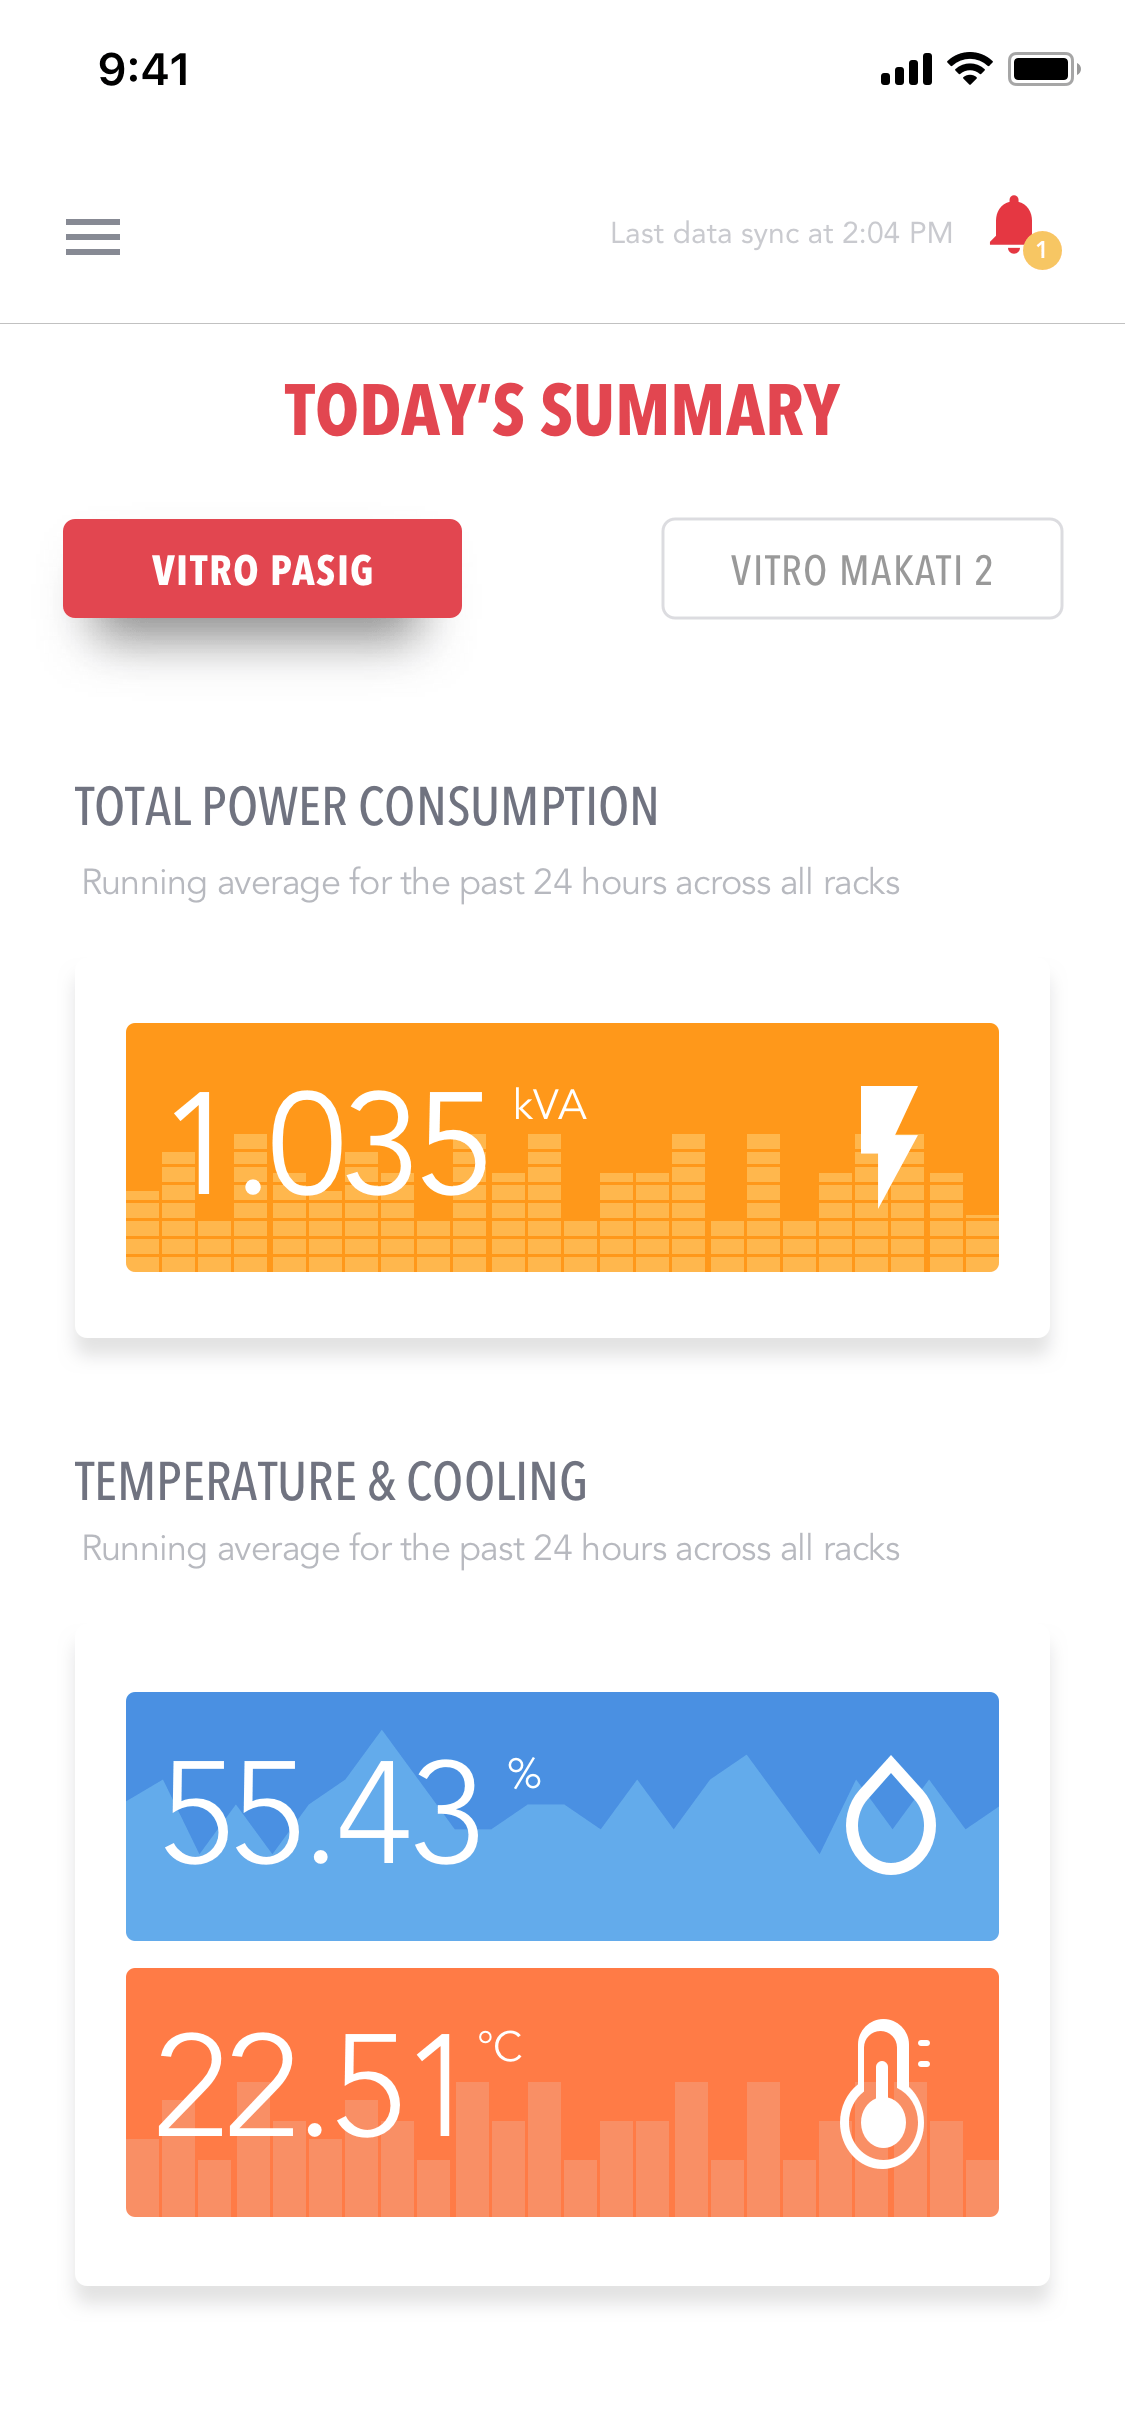 9:41
Last data sync at 2:04 PM
1
TODAY’S SUMMARY
VITRO PASIG
VITRO MAKATI 2
TOTAL POWER CONSUMPTION
Running average for the past 24 hours across all racks
1.035 kVA
TEMPERATURE & COOLING
Running average for the past 24 hours across all racks
55.43 %
22.51 °C